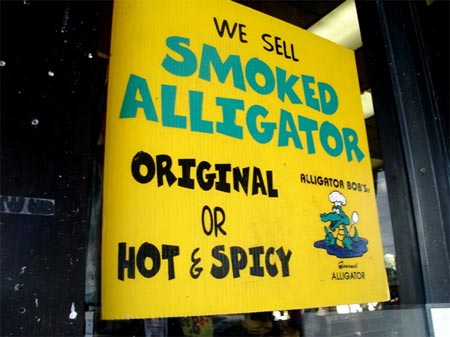 WE SELL
SMOKED
ALLIGATOR
ORIGINAL
OR
HOT & SPICY
ALLIGATOR BOB'S
Gourmet
ALLIGATOR